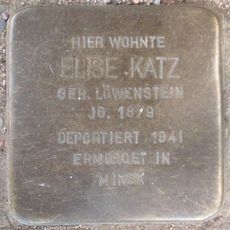 HIER WOHNTE
ELISE KATZ
GEB. LÖWENSTEIN
JG. 1879
DEPORTIERT 1941
ERMORDET IN
MINSK